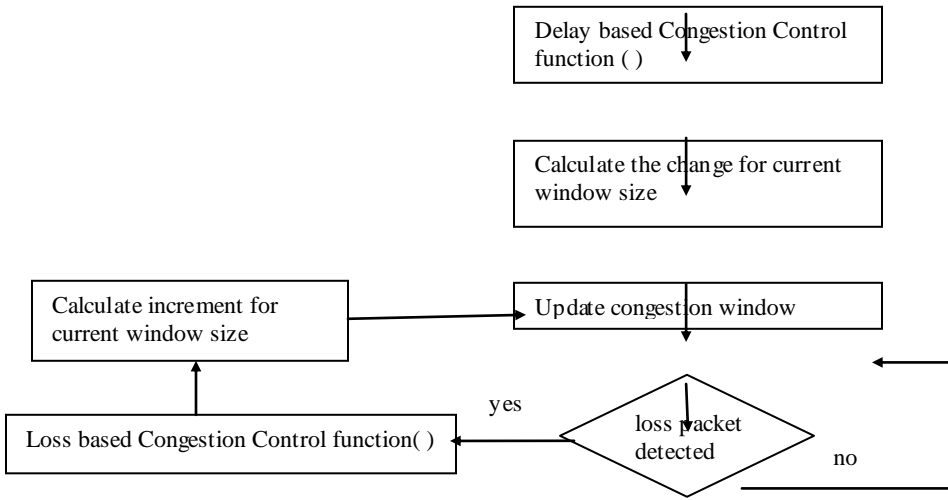 Delay based Congestion Control
function ( )
Calculate the change for current
window size
Calculate increment for
current window size
Update congestion window
yes
loss packet
detected
Loss based Congestion Control function( )
no